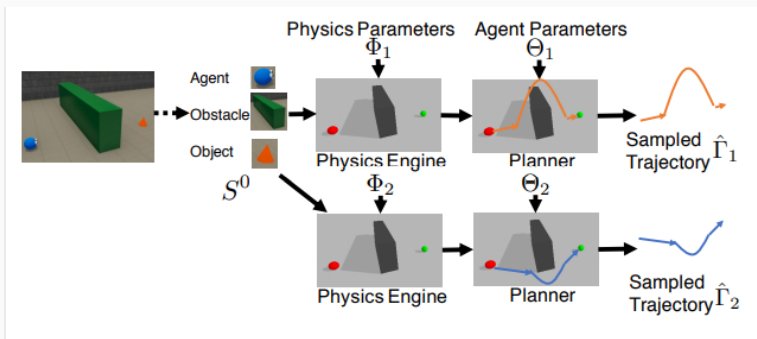 Physics Parameters
Agent Parameters
Φ₁
Θ₁
Agent
Obstacle
Object
S⁰
Physics Engine
Planner
Sampled
Trajectory Γ̂₁
Φ₂
Θ₂
Physics Engine
Planner
Sampled
Trajectory Γ̂₂